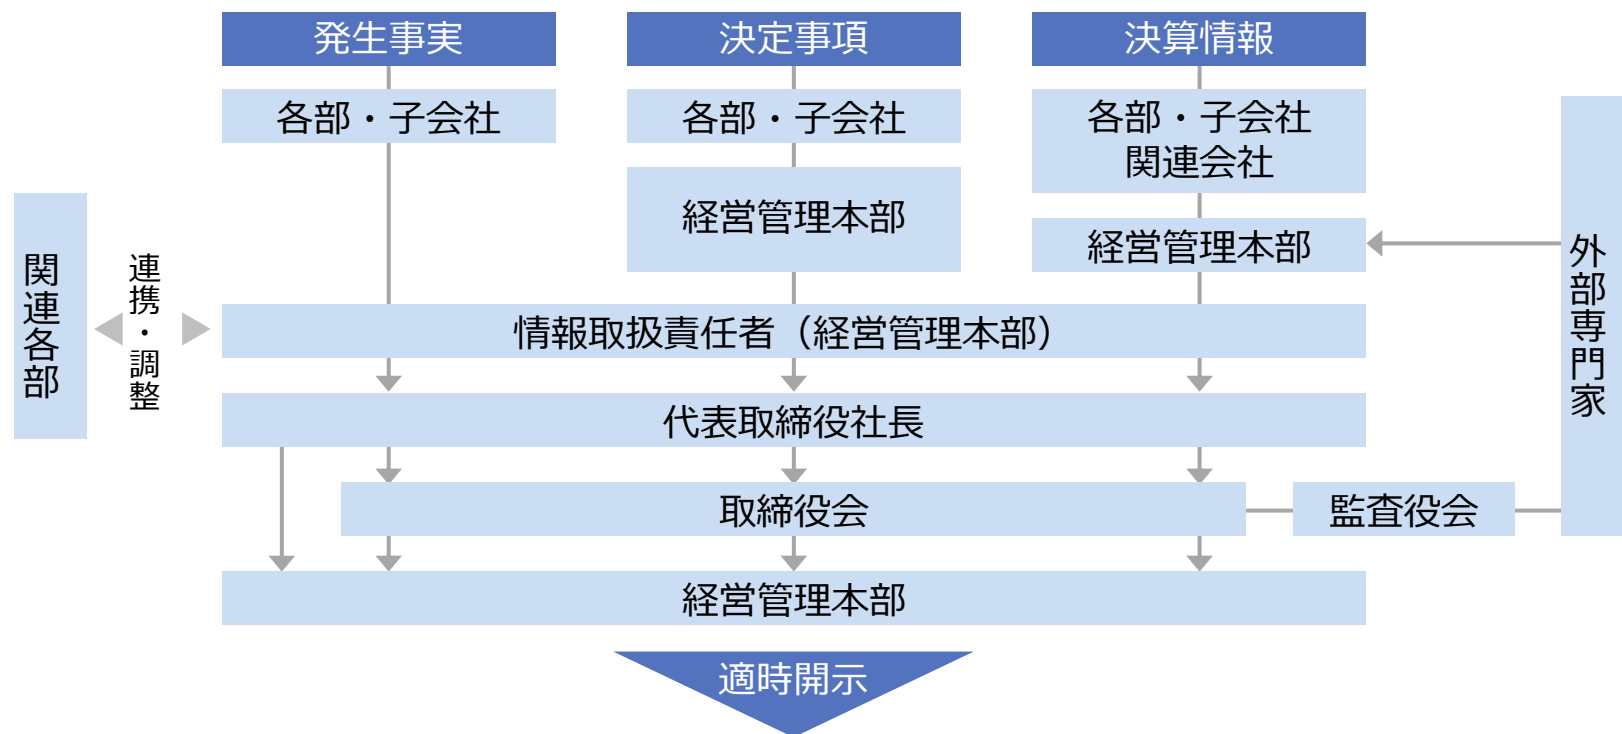 発生事実
決定事項
決算情報
各部・子会社
各部・子会社
各部・子会社
関連会社
経営管理本部
経営管理本部
関連各部
連携・調整
外部専門家
情報取扱責任者（経営管理本部）
代表取締役社長
取締役会
監査役会
経営管理本部
適時開示